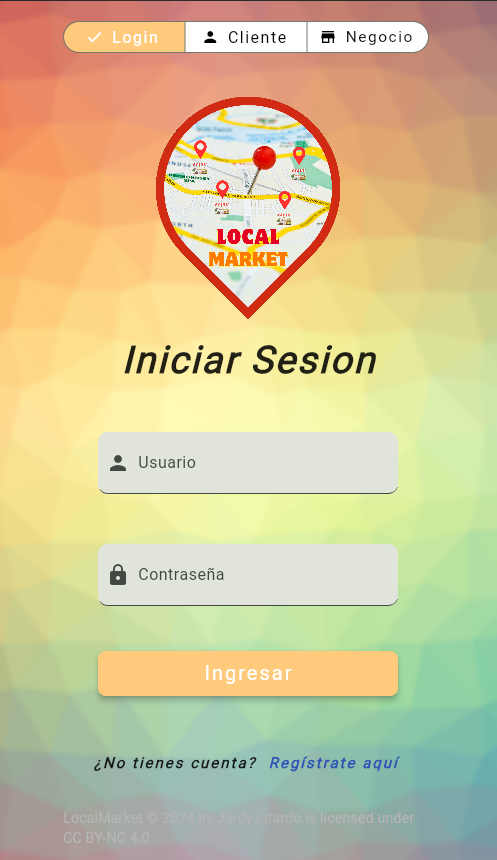 Login Cliente Negocio
LOCAL
MARKET
Iniciar Sesion
Usuario
Contraseña
Ingresar
¿No tienes cuenta? Regístrate aquí
LocalMarket © 2024 by Jardy Litardo is licensed under
CC BY-NC 4.0